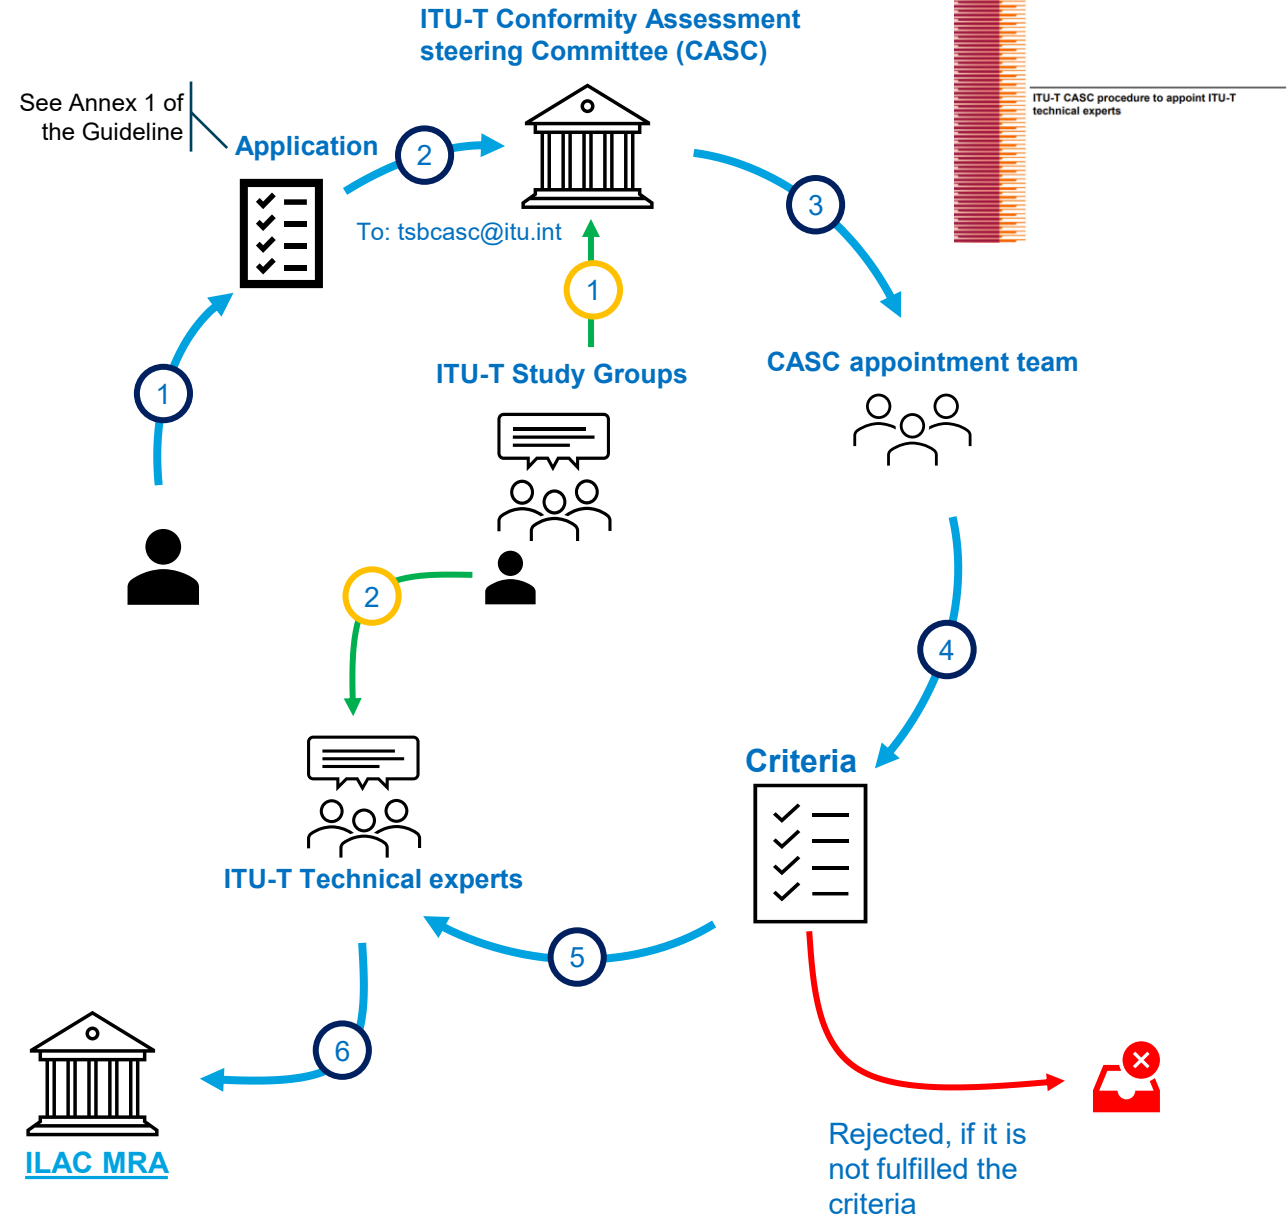 ITU-T Conformity Assessment
steering Committee (CASC)
ITU-T CASC procedure to appoint ITU-T
technical experts
See Annex 1 of
the Guideline
Application
2
3
To: tsbcasc@itu.int
1
1
ITU-T Study Groups
CASC appointment team
2
4
Criteria
ITU-T Technical experts
5
6
ILAC MRA
Rejected, if it is
not fulfilled the
criteria